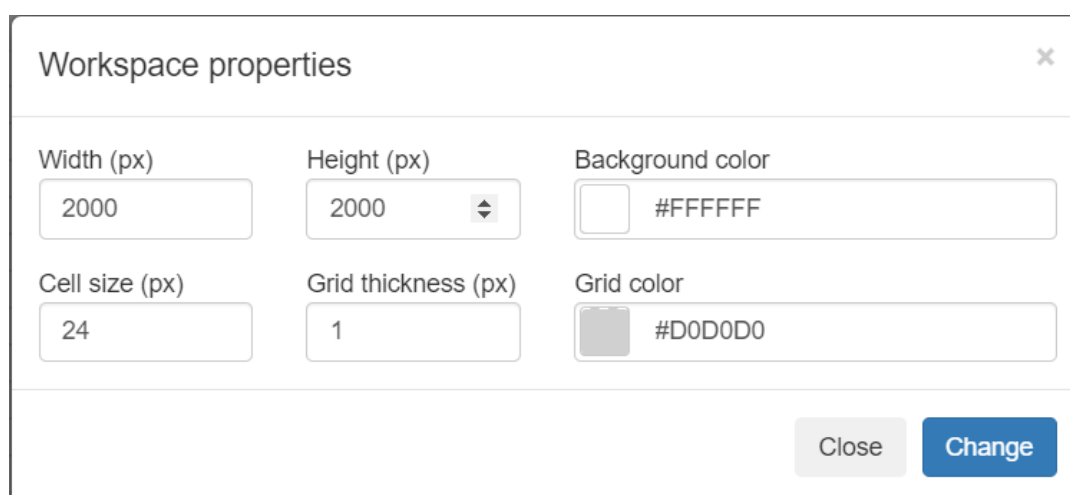 Workspace properties ×
Width (px) Height (px) Background color
2000 2000 #FFFFFF
Cell size (px) Grid thickness (px) Grid color
24 1 #D0D0D0
Close Change